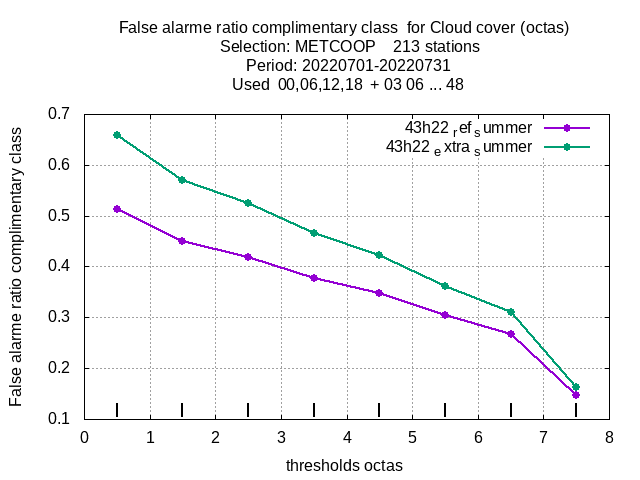 False alarme ratio complimentary class  for Cloud cover (octas)
Selection: METCOOP    213 stations
Period: 20220701-20220731
Used  00,06,12,18  + 03 06 ... 48
43h22 ref summer
43h22 extra summer
False alarme ratio complimentary class
0.7
0.6
0.5
0.4
0.3
0.2
0.1
0 1 2 3 4 5 6 7 8
thresholds octas